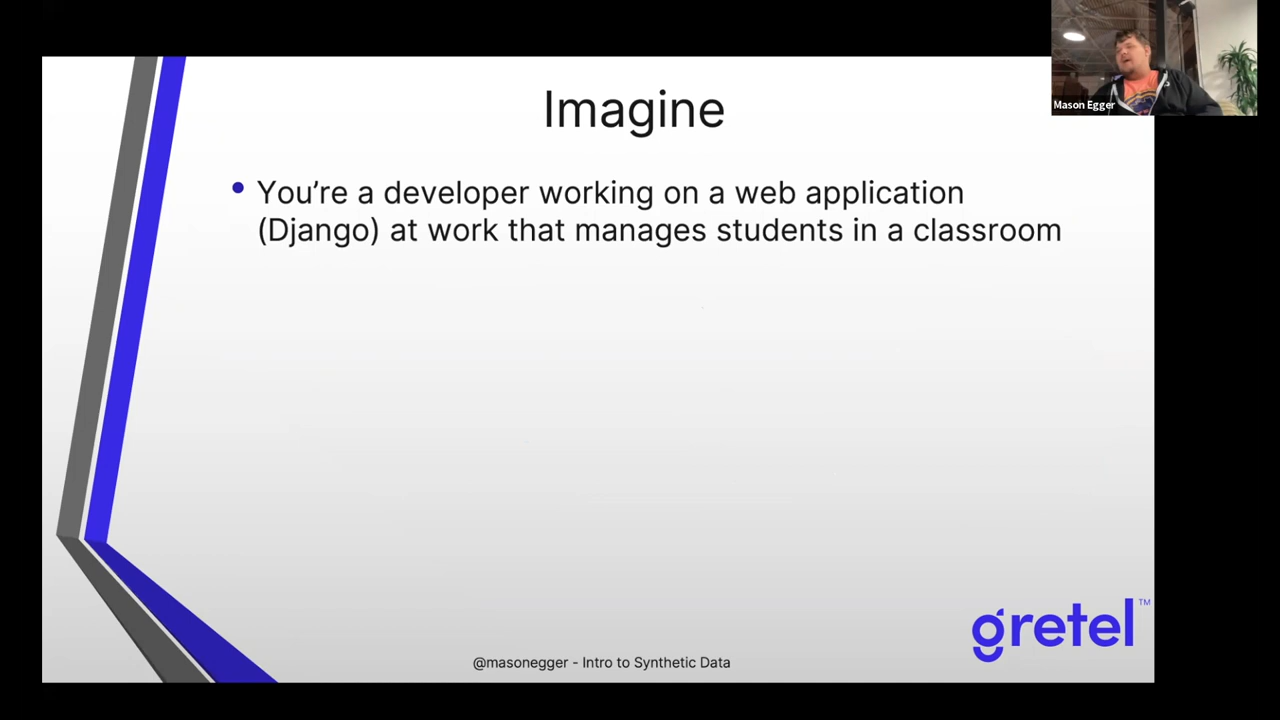 Imagine
Mason Egger
• You’re a developer working on a web application
(Django) at work that manages students in a classroom
gretel™
@masonegger - Intro to Synthetic Data